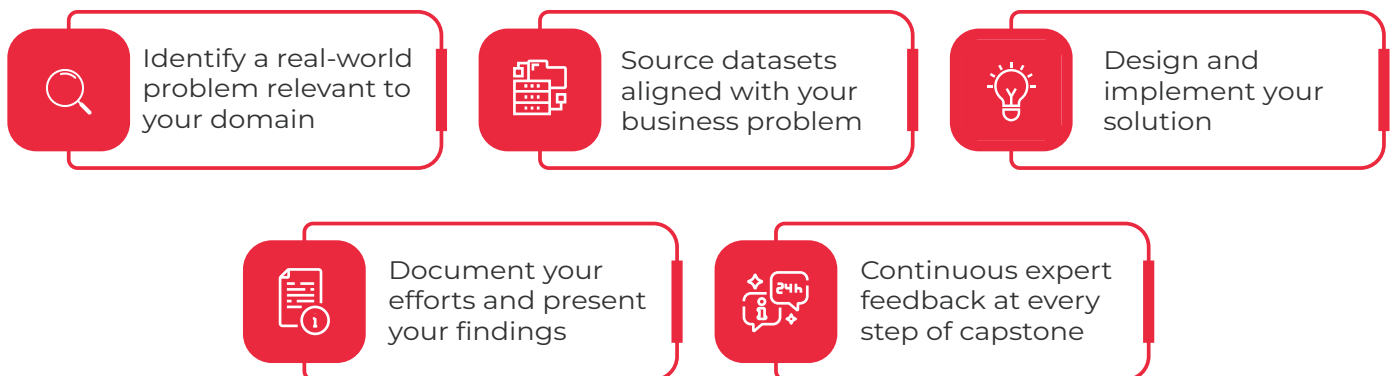 Identify a real-world
problem relevant to
your domain
Source datasets
aligned with your
business problem
Design and
implement your
solution
Document your
efforts and present
your findings
24h
Continuous expert
feedback at every
step of capstone